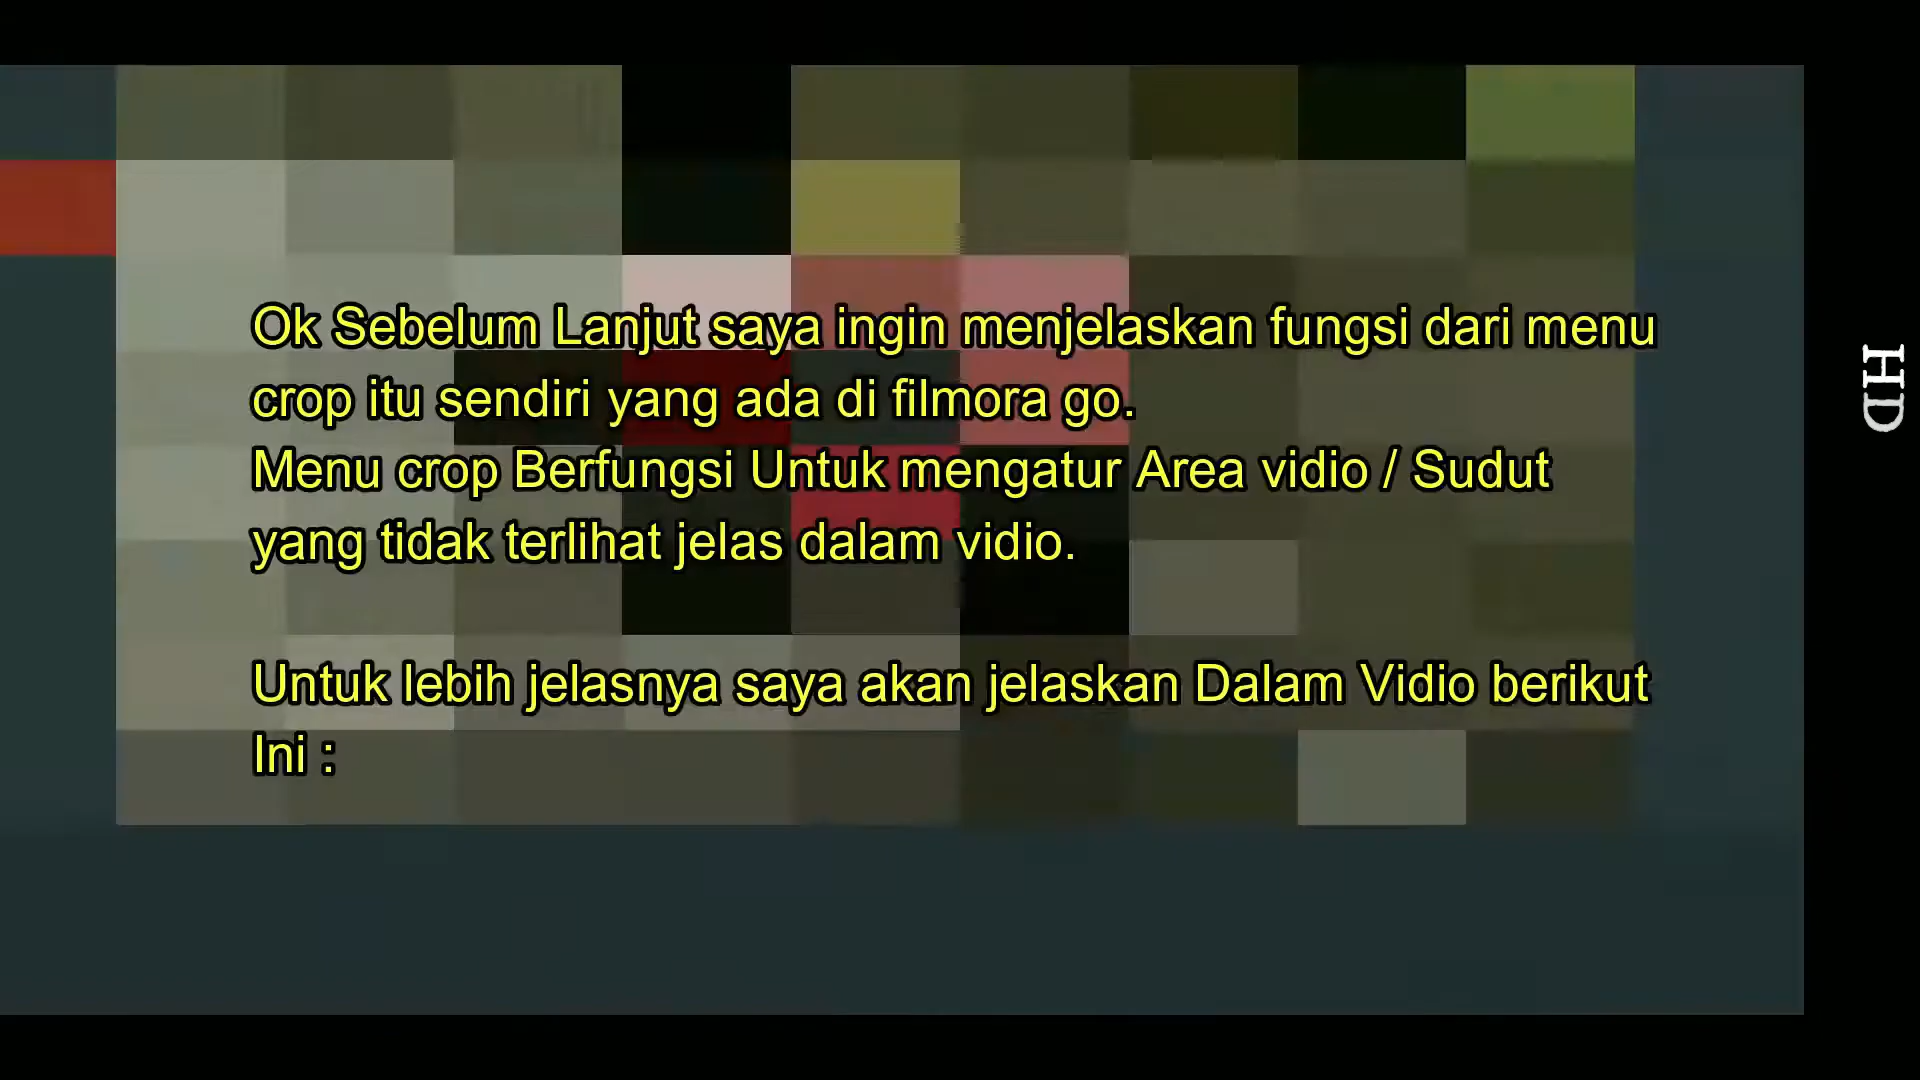 Ok Sebelum Lanjut saya ingin menjelaskan fungsi dari menu
crop itu sendiri yang ada di filmora go.
Menu crop Berfungsi Untuk mengatur Area vidio / Sudut
yang tidak terlihat jelas dalam vidio.
Untuk lebih jelasnya saya akan jelaskan Dalam Vidio berikut
Ini :
HD